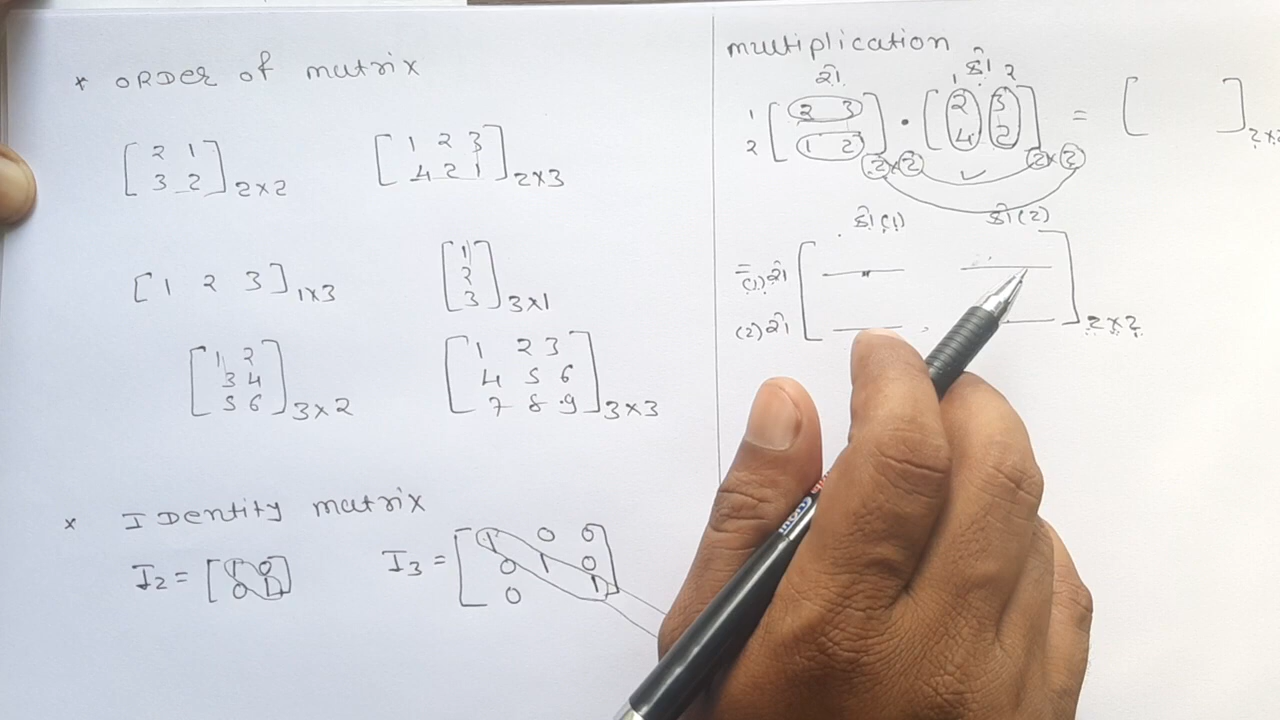 * ORDER of matrix
[2 1
3 2]2×2
[1 2 3
4 2 1]2×3
[1 2 3]1×3
[1
2
3]3×1
[1 2
3 4
5 6]3×2
[1 2 3
4 5 6
7 8 9]3×3
* IDentity matrix
I2 = [1 0
0 1]
I3 = [1 0 0
0 1 0
0 1]
multiplication
1 2
1 [2 3
2 1 2]2×2 · [2 3
4 2]2×2 = [ ]2×2
(1) (2)
= (1)
(2)
[ ]2×2